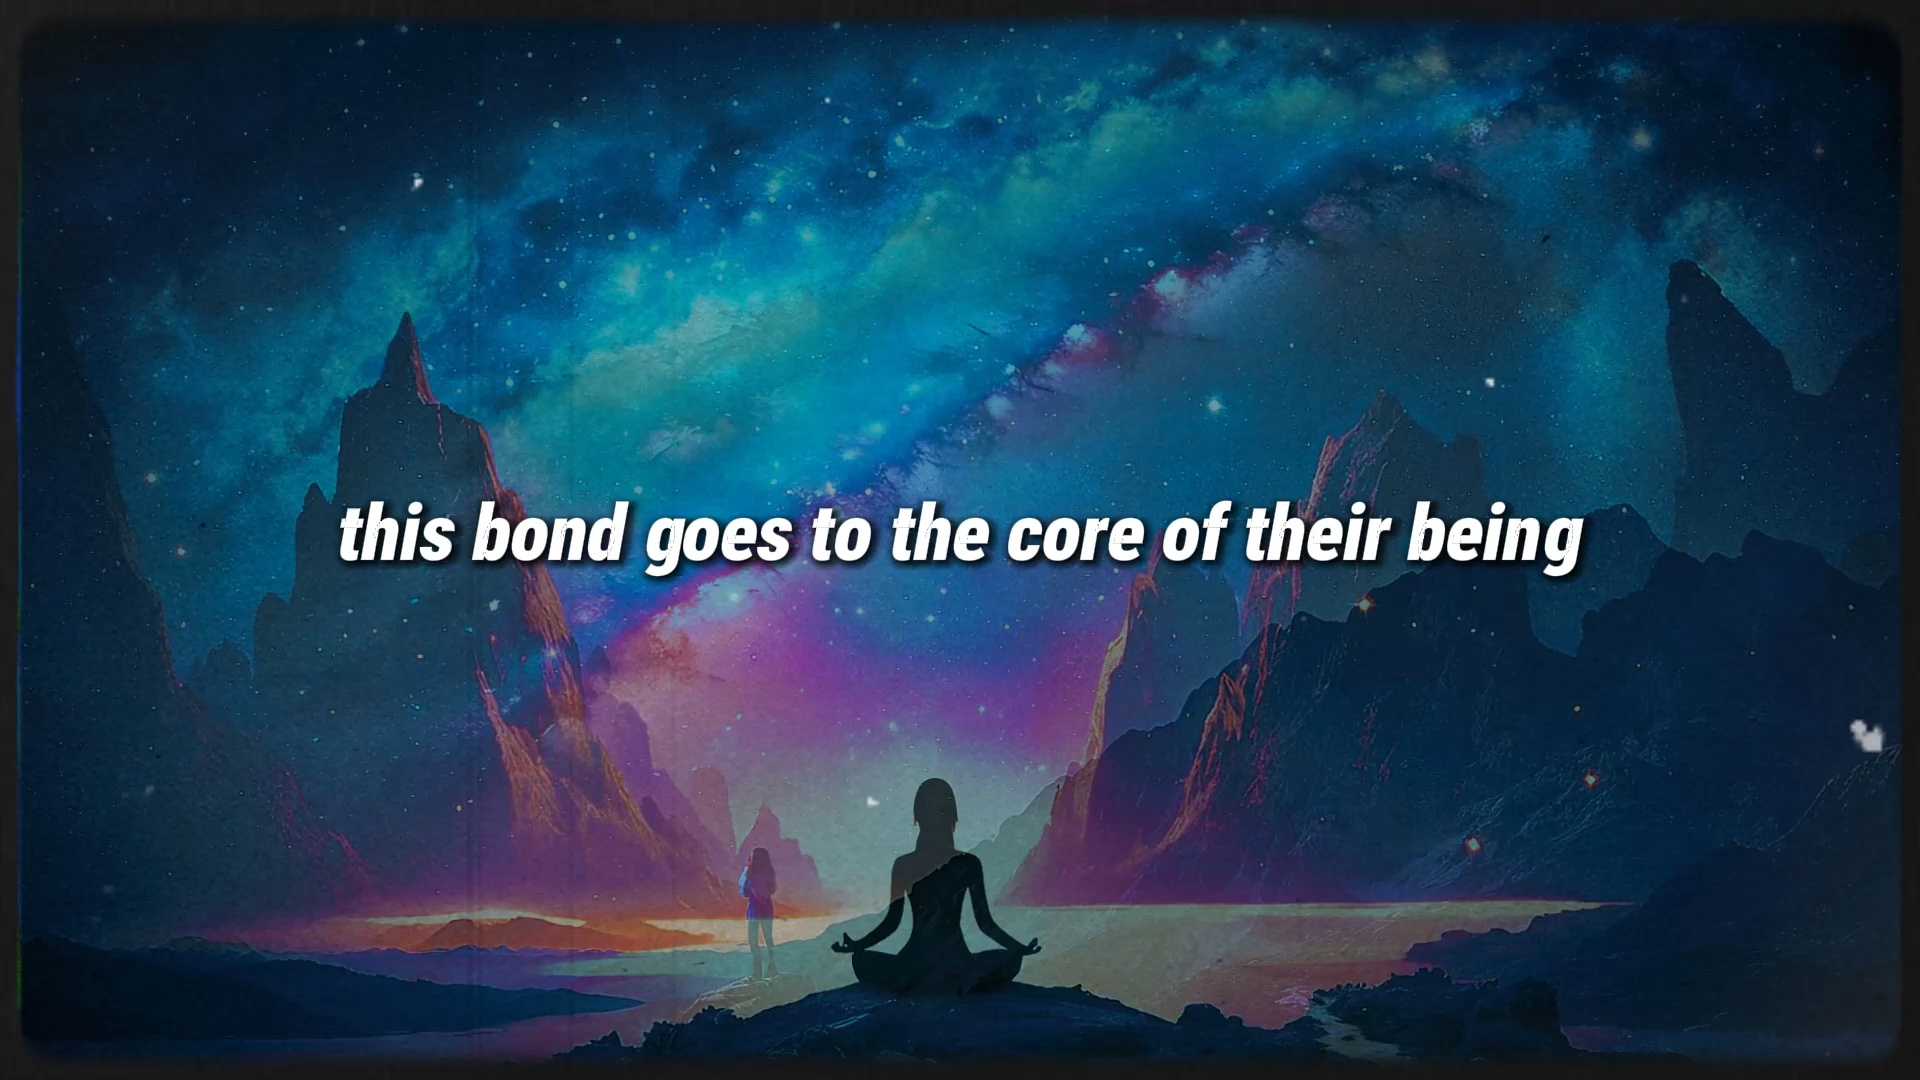 this bond goes to the core of their being